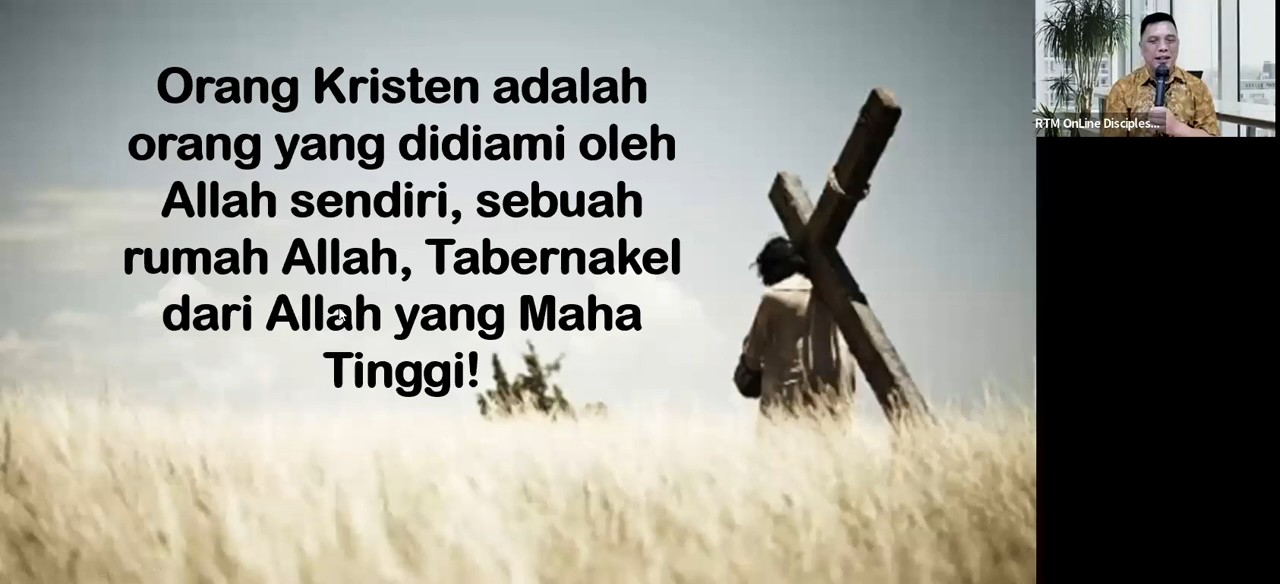 Orang Kristen adalah
orang yang didiami oleh
Allah sendiri, sebuah
rumah Allah, Tabernakel
dari Allah yang Maha
Tinggi!
RTM OnLine Disciples...